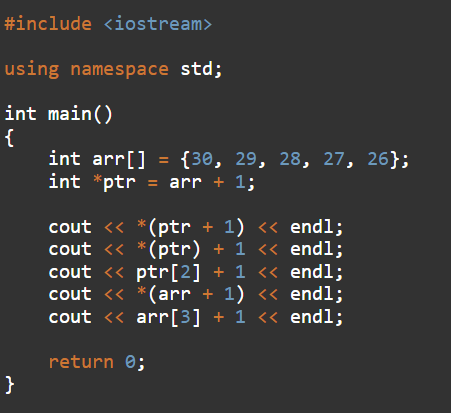 #include <iostream>
using namespace std;
int main()
{
    int arr[] = {30, 29, 28, 27, 26};
    int *ptr = arr + 1;
    cout << *(ptr + 1) << endl;
    cout << *(ptr) + 1 << endl;
    cout << ptr[2] + 1 << endl;
    cout << *(arr + 1) << endl;
    cout << arr[3] + 1 << endl;
    return 0;
}